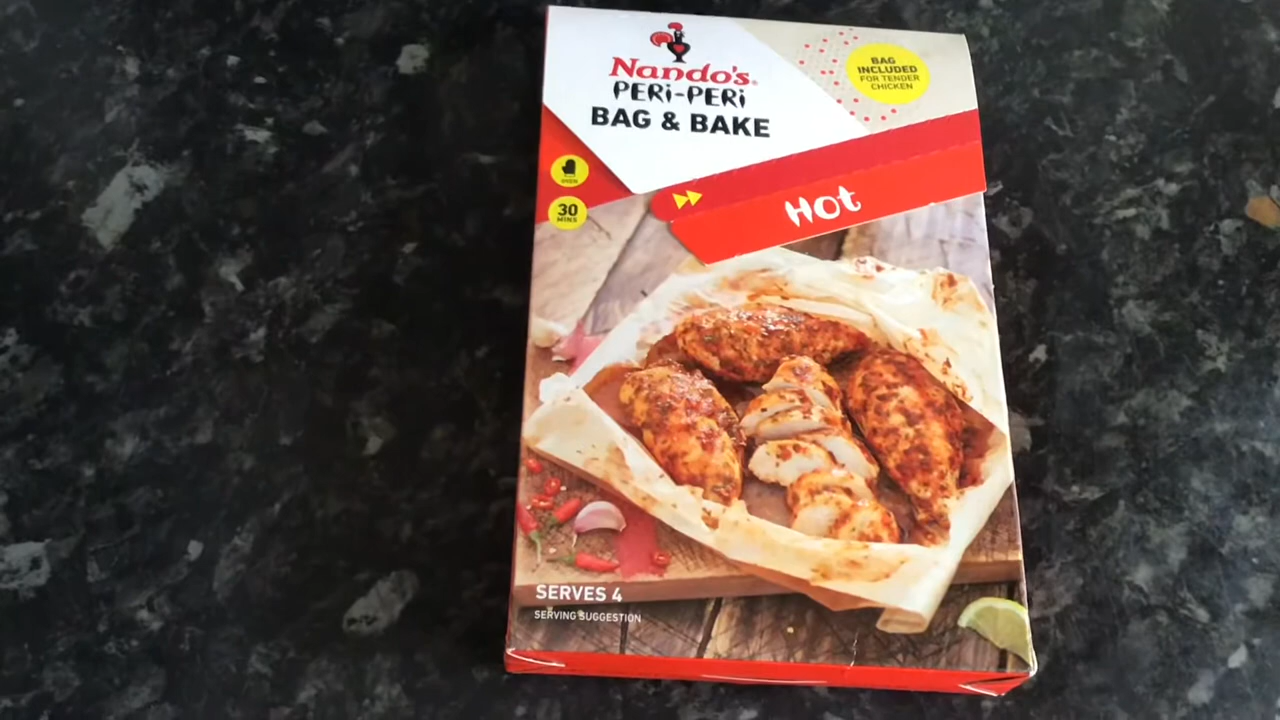 Nando's®
PERi-PERi
BAG & BAKE
BAG
INCLUDED
FOR TENDER
CHICKEN
OVEN
30
MINS
Hot
SERVES 4
SERVING SUGGESTION